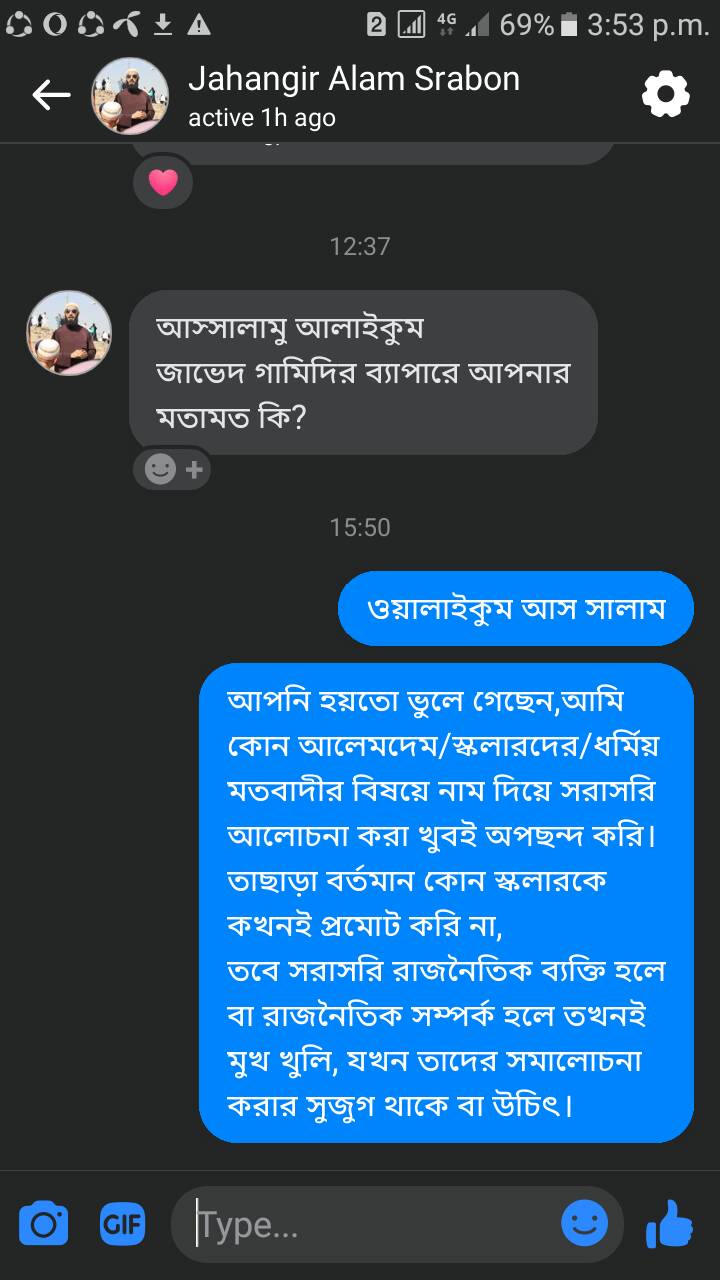 2 4G 69% 3:53 p.m.
Jahangir Alam Srabon
active 1h ago
12:37
আস্সালামু আলাইকুম
জাভেদ গামিদির ব্যাপারে আপনার
মতামত কি?
15:50
ওয়ালাইকুম আস সালাম
আপনি হয়তো ভুলে গেছেন,আমি
কোন আলেমদেম/স্কলারদের/ধর্মিয়
মতবাদীর বিষয়ে নাম দিয়ে সরাসরি
আলোচনা করা খুবই অপছন্দ করি।
তাছাড়া বর্তমান কোন স্কলারকে
কখনই প্রমোট করি না,
তবে সরাসরি রাজনৈতিক ব্যক্তি হলে
বা রাজনৈতিক সম্পর্ক হলে তখনই
মুখ খুলি, যখন তাদের সমালোচনা
করার সুজুগ থাকে বা উচিৎ।
GIF Type...